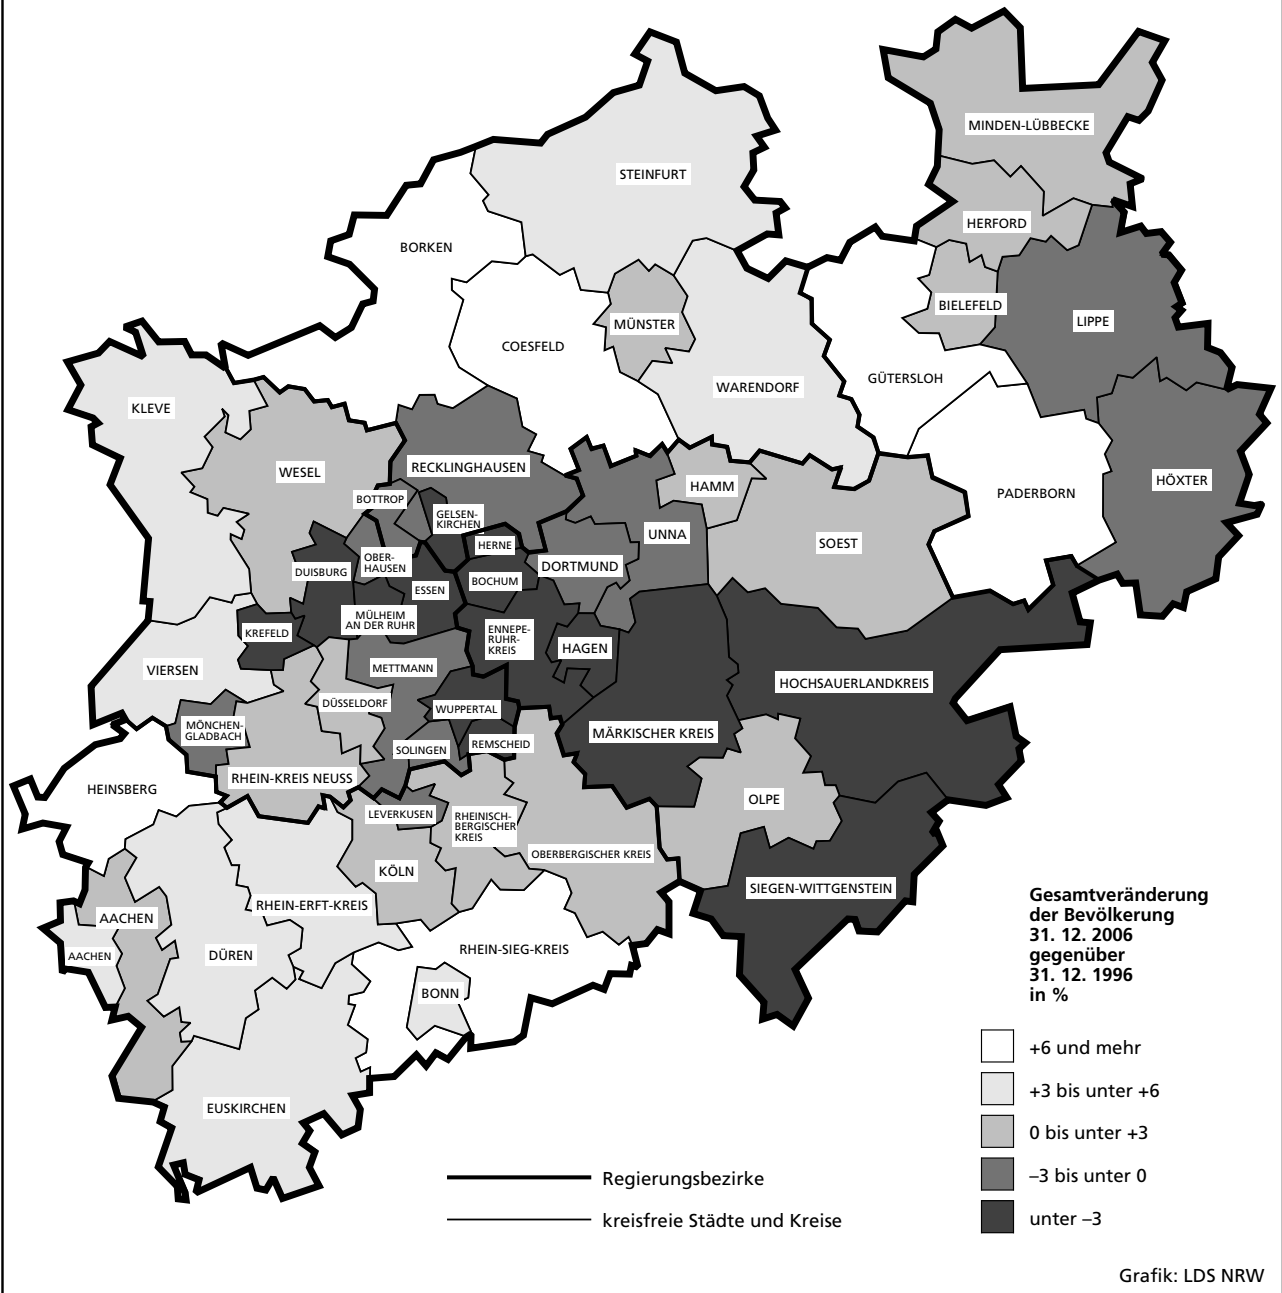 MINDEN-LÜBBECKE
STEINFURT
HERFORD
BORKEN
BIELEFELD
MÜNSTER
LIPPE
COESFELD
GÜTERSLOH
WARENDORF
KLEVE
RECKLINGHAUSEN
WESEL
HÖXTER
HAMM
PADERBORN
BOTTROP
GELSEN-
KIRCHEN
UNNA
SOEST
HERNE
OBER-
HAUSEN
DORTMUND
DUISBURG
BOCHUM
ESSEN
MÜLHEIM
AN DER RUHR
KREFELD
ENNEPE-
RUHR-
KREIS
HAGEN
METTMANN
VIERSEN
HOCHSAUERLANDKREIS
DÜSSELDORF
WUPPERTAL
MÖNCHEN-
GLADBACH
MÄRKISCHER KREIS
REMSCHEID
SOLINGEN
RHEIN-KREIS NEUSS
HEINSBERG
OLPE
LEVERKUSEN
RHEINISCH-
BERGISCHER
KREIS
OBERBERGISCHER KREIS
KÖLN
SIEGEN-WITTGENSTEIN
RHEIN-ERFT-KREIS
AACHEN
RHEIN-SIEG-KREIS
AACHEN
DÜREN
BONN
EUSKIRCHEN
Gesamtveränderung
der Bevölkerung
31. 12. 2006
gegenüber
31. 12. 1996
in %
+6 und mehr
+3 bis unter +6
0 bis unter +3
–3 bis unter 0
unter –3
Regierungsbezirke
kreisfreie Städte und Kreise
Grafik: LDS NRW